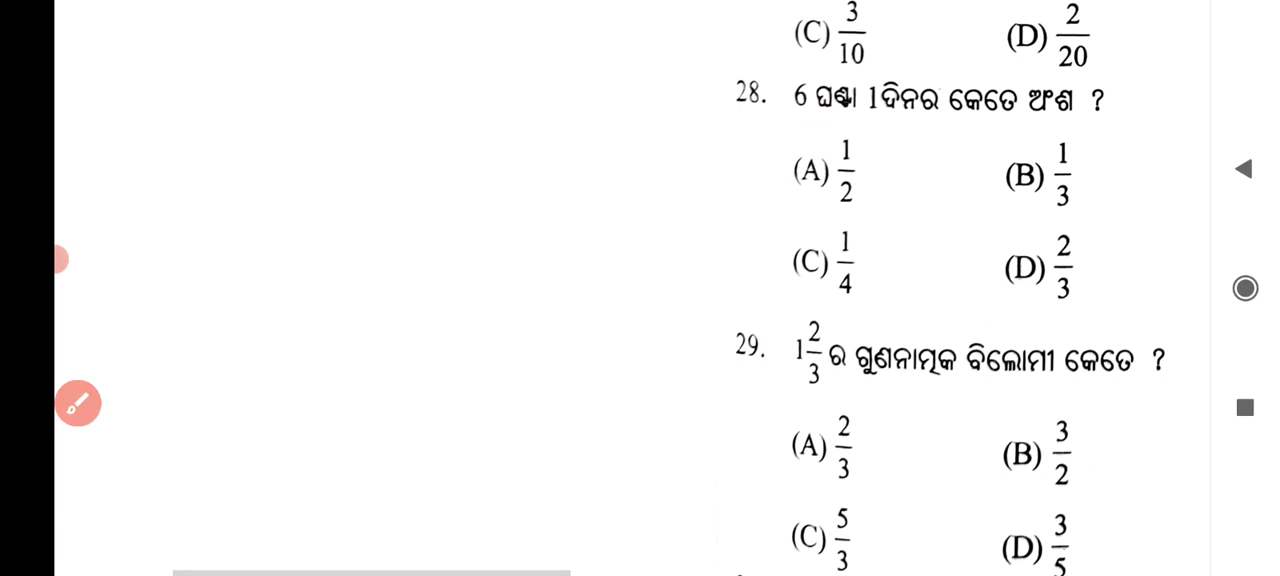 (C) 3/10 (D) 2/20
28. 6 ଘଣ୍ଟା 1ଦିନର କେତେ ଅଂଶ ?
(A) 1/2 (B) 1/3
(C) 1/4 (D) 2/3
29. 1 2/3 ର ଗୁଣନାତ୍ମକ ବିଲୋମୀ କେତେ ?
(A) 2/3 (B) 3/2
(C) 5/3 (D) 3/5